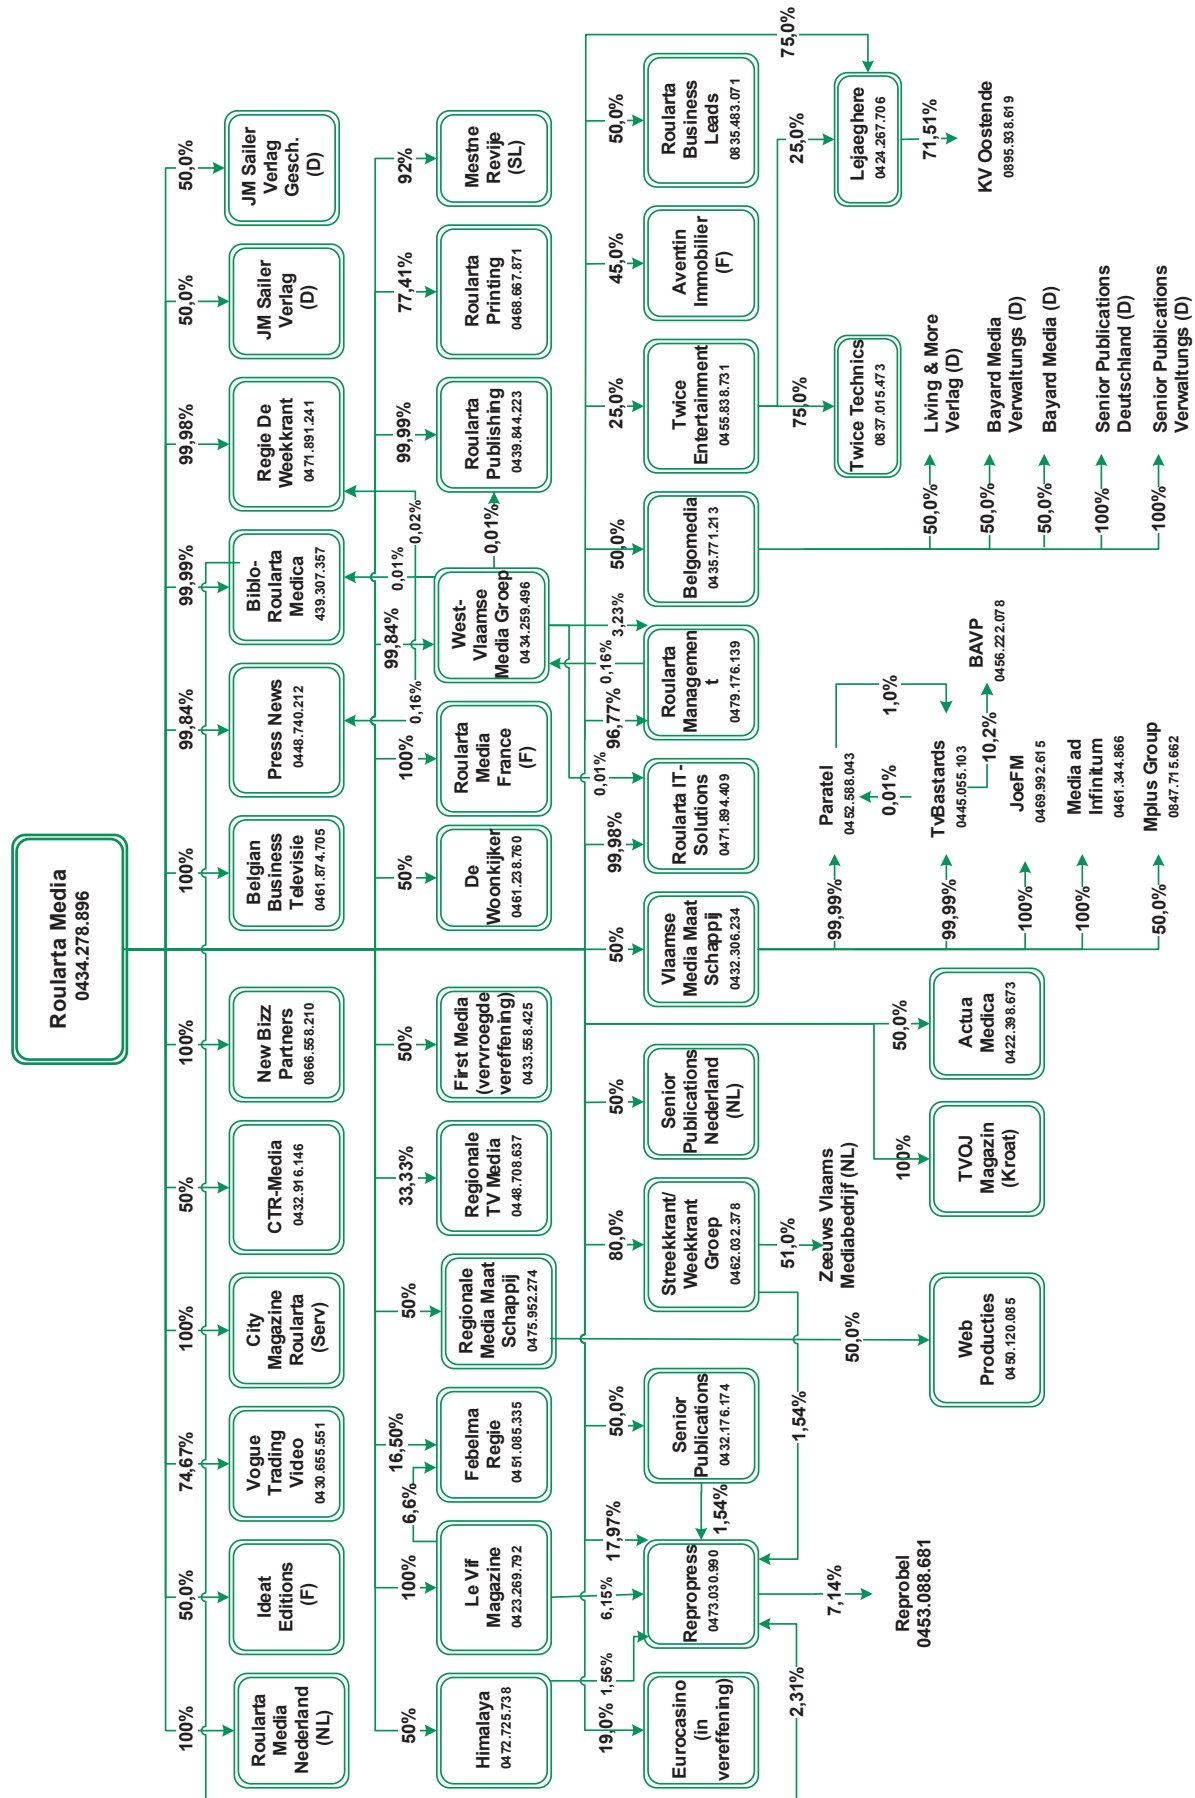 Roularta Media
0434.278.896
100%
50,0%
74,67%
100%
50%
100%
100%
99,84%
99,99%
99,98%
50,0%
50,0%
Roularta
Media
Nederland
(NL)
Ideat
Editions
(F)
Vogue
Trading
Video
0430.655.551
City
Magazine
Roularta
(Serv)
CTR-Media
0432.916.146
New Bizz
Partners
0866.558.210
Belgian
Business
Televisie
0461.874.705
Press News
0448.740.212
Biblo-
Roularta
Medica
439.307.357
Regie De
Weekkrant
0471.891.241
JM Sailer
Verlag
(D)
JM Sailer
Verlag
Gesch.
(D)
50%
100%
6,6%
16,50%
50%
33,33%
50%
50%
100%
99,84%
0,16%
0,01%
0,02%
99,99%
77,41%
92%
Himalaya
0472.725.738
Le Vif
Magazine
0423.269.792
Febelma
Regie
0451.085.335
Regionale
Media Maat
Schappij
0475.952.274
Regionale
TV Media
0448.708.637
First Media
(vervroegde
vereffening)
0433.558.425
De
Woonkijker
0461.238.760
Roularta
Media
France
(F)
West-
Vlaamse
Media Groep
0434.259.496
0,01%
Roularta
Publishing
0439.844.223
Roularta
Printing
0468.667.871
Mestne
Revije
(SL)
19,0%
1,56%
6,15%
17,97%
50,0%
80,0%
50%
50%
99,98%
0,01%
96,77%
0,16%
3,23%
50,0%
25,0%
45,0%
50,0%
75,0%
Eurocasino
(in
vereffening)
Repropress
0473.030.990
Senior
Publications
0432.176.174
Streekkrant/
Weekkrant
Groep
0462.032.378
Senior
Publications
Nederland
(NL)
Vlaamse
Media Maat
Schappij
0432.306.234
Roularta IT-
Solutions
0471.894.409
Roularta
Managemen
t
0479.176.139
Belgomedia
0435.771.213
Twice
Entertainment
0455.838.731
Aventin
Immobilier
(F)
Roularta
Business
Leads
0835.483.071
2,31%
7,14%
1,54%
1,54%
51,0%
50,0%
100%
50,0%
75,0%
25,0%
Reprobel
0453.088.681
Zeeuws Vlaams
Mediabedrijf (NL)
Web
Producties
0450.120.085
TVOJ
Magazin
(Kroat)
Actua
Medica
0422.398.673
99,99%
Paratel
0452.588.043
0,01%
1,0%
99,99%
TvBastards
0445.055.103
10,2%
BAVP
0456.222.078
100%
JoeFM
0469.992.615
100%
Media ad
Infinitum
0461.344.866
50,0%
Mplus Group
0847.715.662
Twice Technics
0837.015.473
Lejaeghere
0424.267.706
71,51%
KV Oostende
0895.938.619
50,0%
Living & More
Verlag (D)
50,0%
Bayard Media
Verwaltungs (D)
50,0%
Bayard Media (D)
100%
Senior Publications
Deutschland (D)
100%
Senior Publications
Verwaltungs (D)